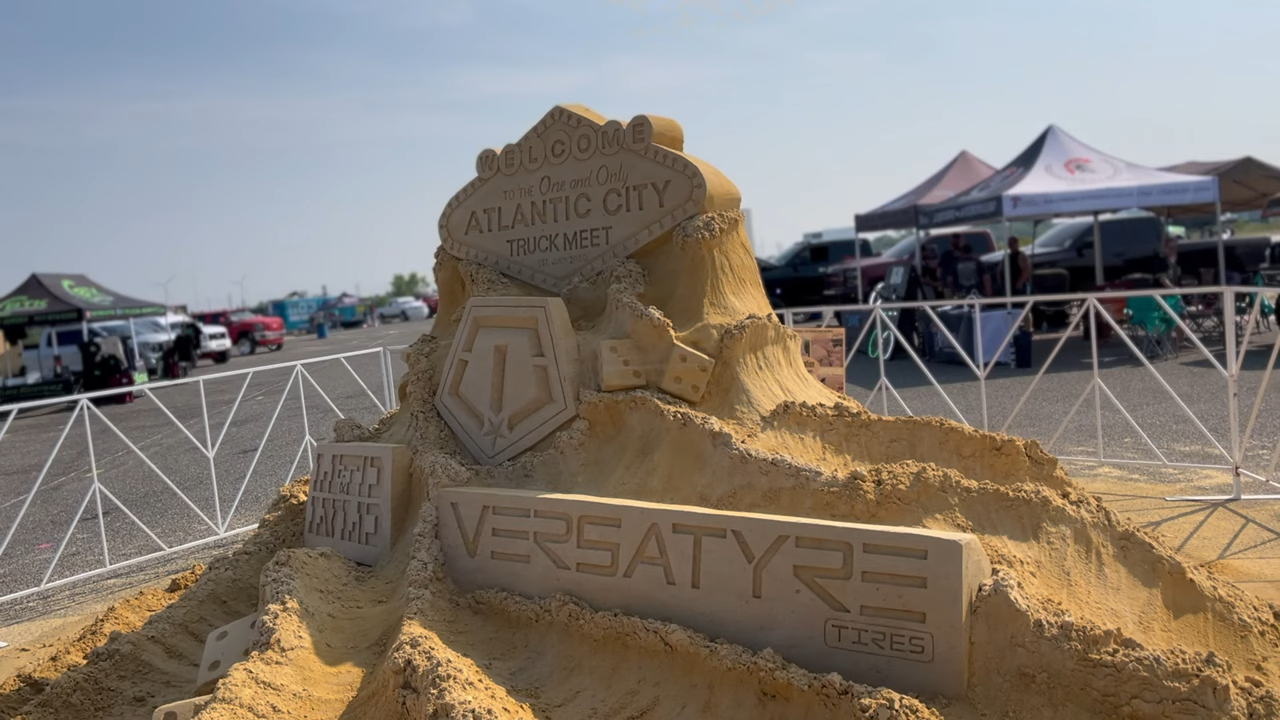 WELCOME
TO THE One and Only
ATLANTIC CITY
TRUCK MEET
VERSATYRE
TIRES